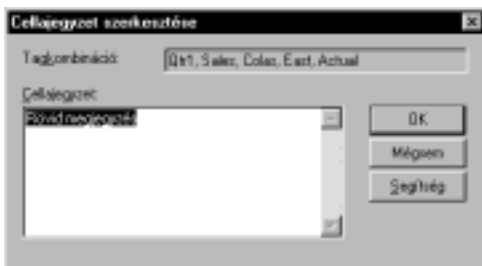 Cellajegyzet szerkesztése
Tagkombináció: Qtr1, Sales, Colas, East, Actual
Cellajegyzet:
Rövid megjegyzés
OK
Mégsem
Segítség